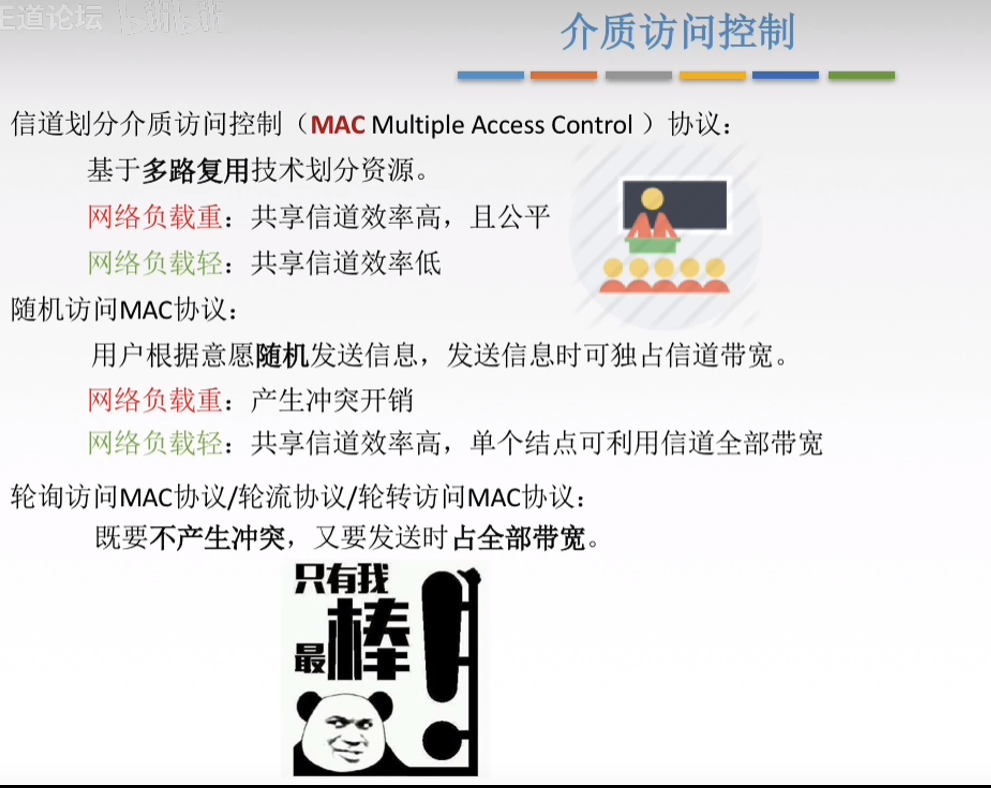 王道论坛 bilibili
介质访问控制
信道划分介质访问控制（MAC Multiple Access Control ）协议：
基于多路复用技术划分资源。
网络负载重：共享信道效率高，且公平
网络负载轻：共享信道效率低
随机访问MAC协议：
用户根据意愿随机发送信息，发送信息时可独占信道带宽。
网络负载重：产生冲突开销
网络负载轻：共享信道效率高，单个结点可利用信道全部带宽
轮询访问MAC协议/轮流协议/轮转访问MAC协议：
既要不产生冲突，又要发送时占全部带宽。
只有我
最棒！